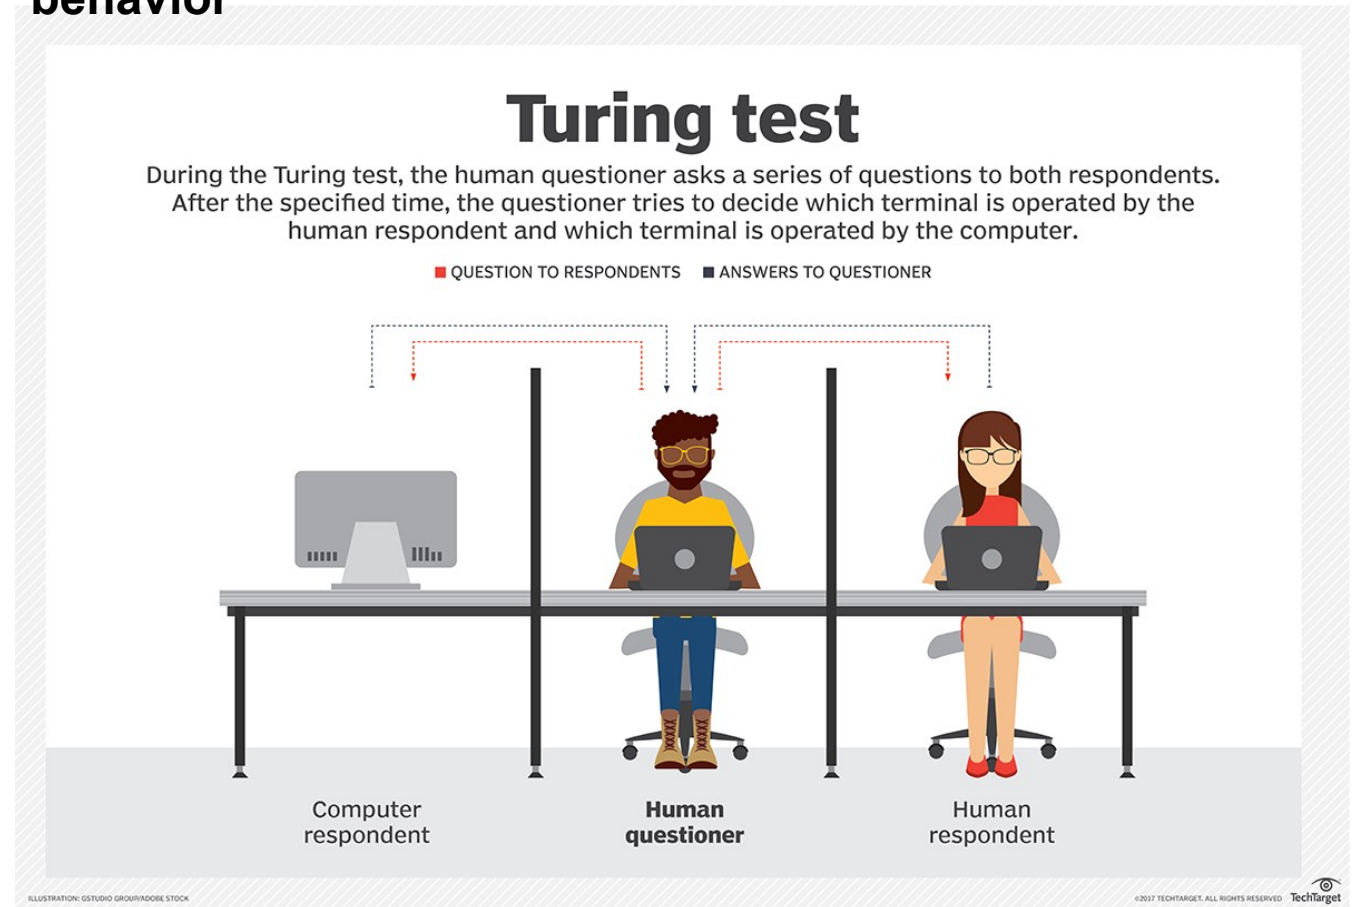 behavior
Turing test
During the Turing test, the human questioner asks a series of questions to both respondents.
After the specified time, the questioner tries to decide which terminal is operated by the
human respondent and which terminal is operated by the computer.
QUESTION TO RESPONDENTS ANSWERS TO QUESTIONER
Computer
respondent
Human
questioner
Human
respondent
ILLUSTRATION: GSTUDIO GROUP/ADOBE STOCK
©2017 TECHTARGET. ALL RIGHTS RESERVED TechTarget